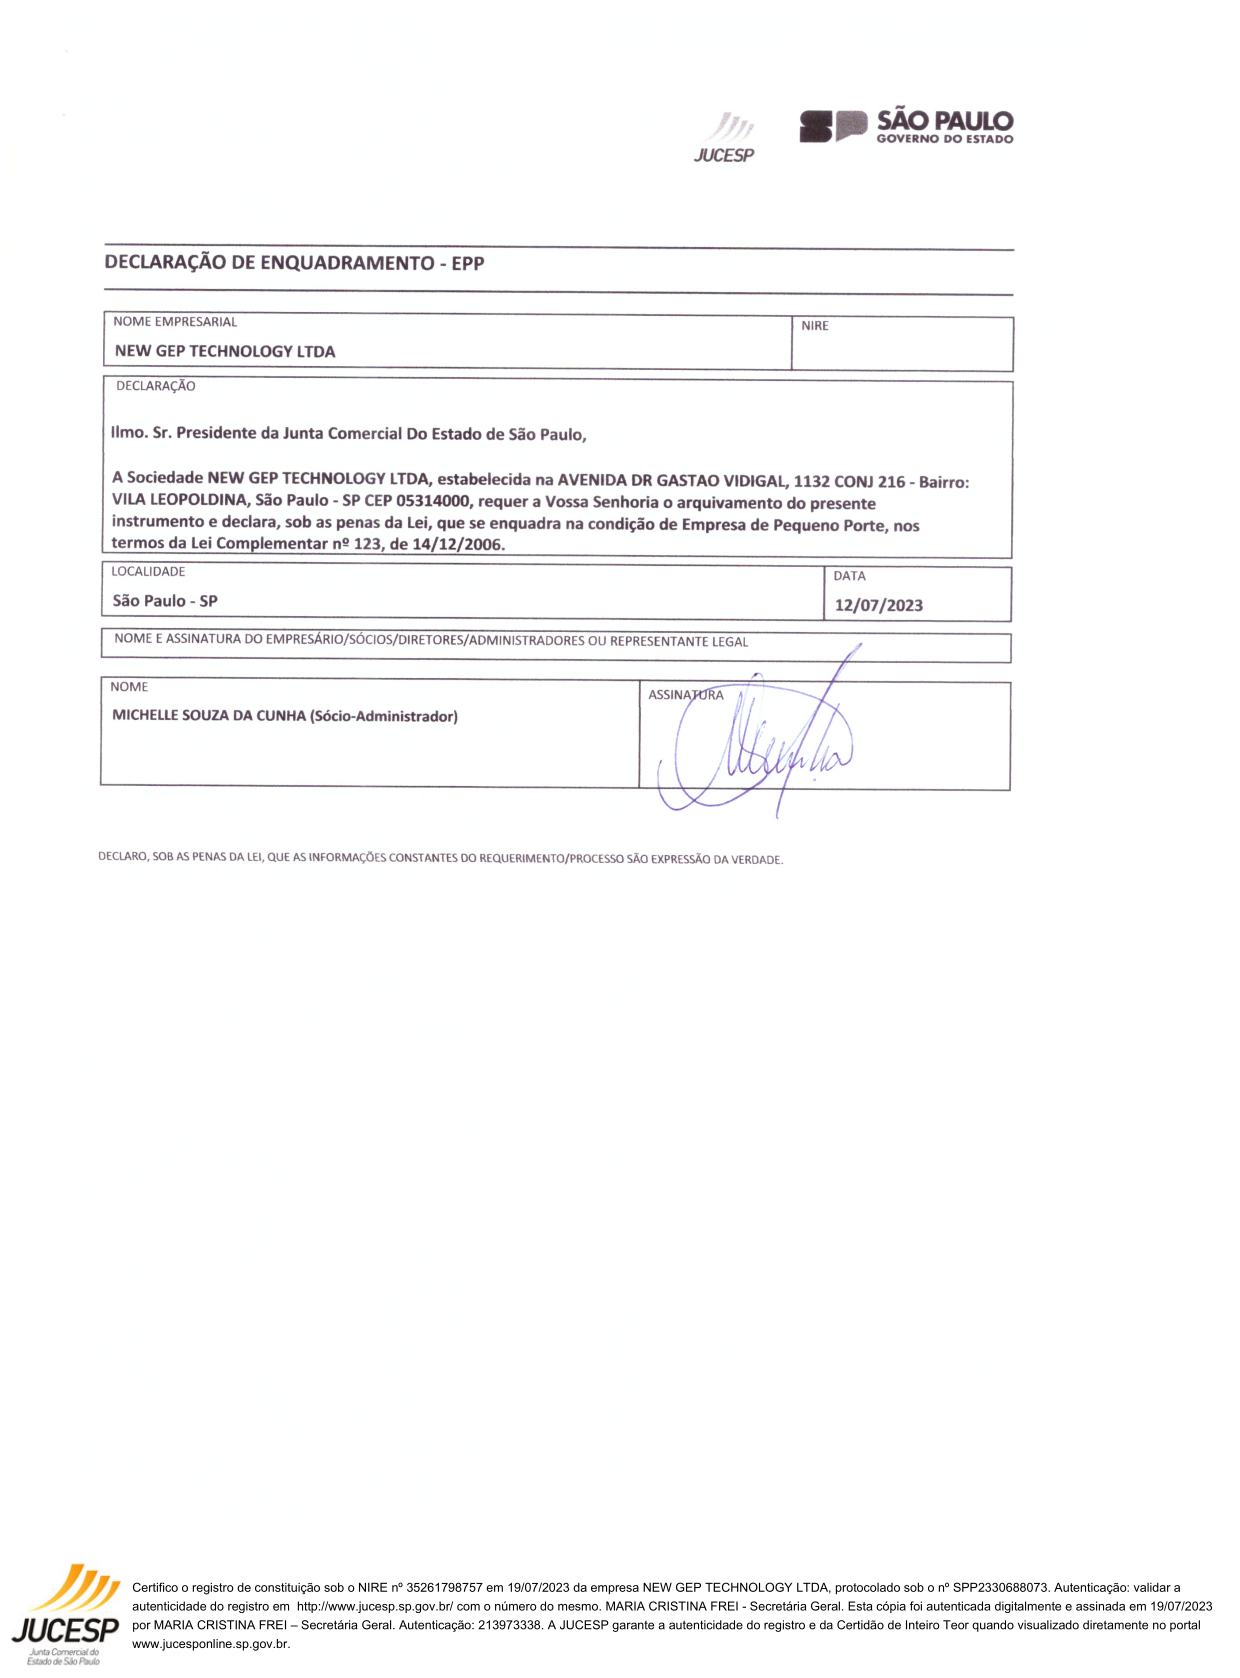 JUCESP
SÃO PAULO
GOVERNO DO ESTADO
DECLARAÇÃO DE ENQUADRAMENTO - EPP
NOME EMPRESARIAL
NEW GEP TECHNOLOGY LTDA
NIRE
DECLARAÇÃO
Ilmo. Sr. Presidente da Junta Comercial Do Estado de São Paulo,
A Sociedade NEW GEP TECHNOLOGY LTDA, estabelecida na AVENIDA DR GASTAO VIDIGAL, 1132 CONJ 216 - Bairro:
VILA LEOPOLDINA, São Paulo - SP CEP 05314000, requer a Vossa Senhoria o arquivamento do presente
instrumento e declara, sob as penas da Lei, que se enquadra na condição de Empresa de Pequeno Porte, nos
termos da Lei Complementar nº 123, de 14/12/2006.
LOCALIDADE
São Paulo - SP
DATA
12/07/2023
NOME E ASSINATURA DO EMPRESÁRIO/SÓCIOS/DIRETORES/ADMINISTRADORES OU REPRESENTANTE LEGAL
NOME
MICHELLE SOUZA DA CUNHA (Sócio-Administrador)
ASSINATURA
DECLARO, SOB AS PENAS DA LEI, QUE AS INFORMAÇÕES CONSTANTES DO REQUERIMENTO/PROCESSO SÃO EXPRESSÃO DA VERDADE.
JUCESP
Junta Comercial do
Estado de São Paulo
Certifico o registro de constituição sob o NIRE nº 35261798757 em 19/07/2023 da empresa NEW GEP TECHNOLOGY LTDA, protocolado sob o nº SPP2330688073. Autenticação: validar a
autenticidade do registro em http://www.jucesp.sp.gov.br/ com o número do mesmo. MARIA CRISTINA FREI - Secretária Geral. Esta cópia foi autenticada digitalmente e assinada em 19/07/2023
por MARIA CRISTINA FREI – Secretária Geral. Autenticação: 213973338. A JUCESP garante a autenticidade do registro e da Certidão de Inteiro Teor quando visualizado diretamente no portal
www.jucesponline.sp.gov.br.